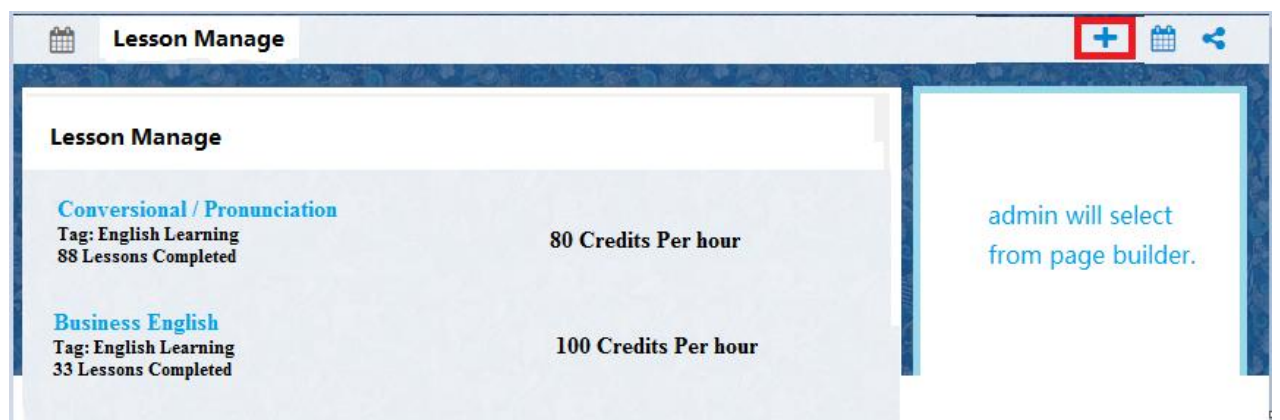 Lesson Manage
Lesson Manage
Conversional / Pronunciation
Tag: English Learning
88 Lessons Completed
80 Credits Per hour
Business English
Tag: English Learning
33 Lessons Completed
100 Credits Per hour
admin will select
from page builder.